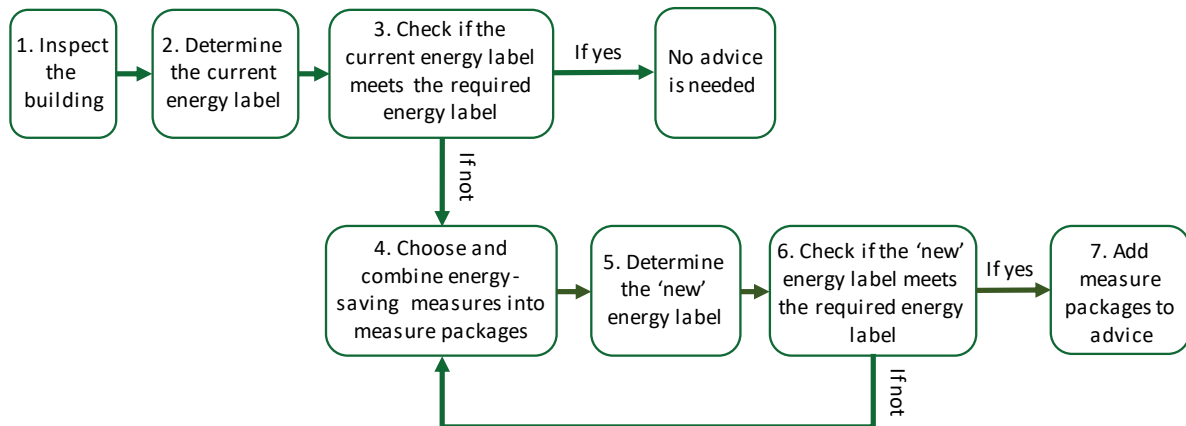 1. Inspect
the
building
2. Determine
the current
energy label
3. Check if the
current energy label
meets the required
energy label
If yes
No advice
is needed
If not
4. Choose and
combine energy-
saving measures into
measure packages
5. Determine
the ‘new’
energy label
6. Check if the ‘new’
energy label meets
the required energy
label
If yes
7. Add
measure
packages to
advice
If not